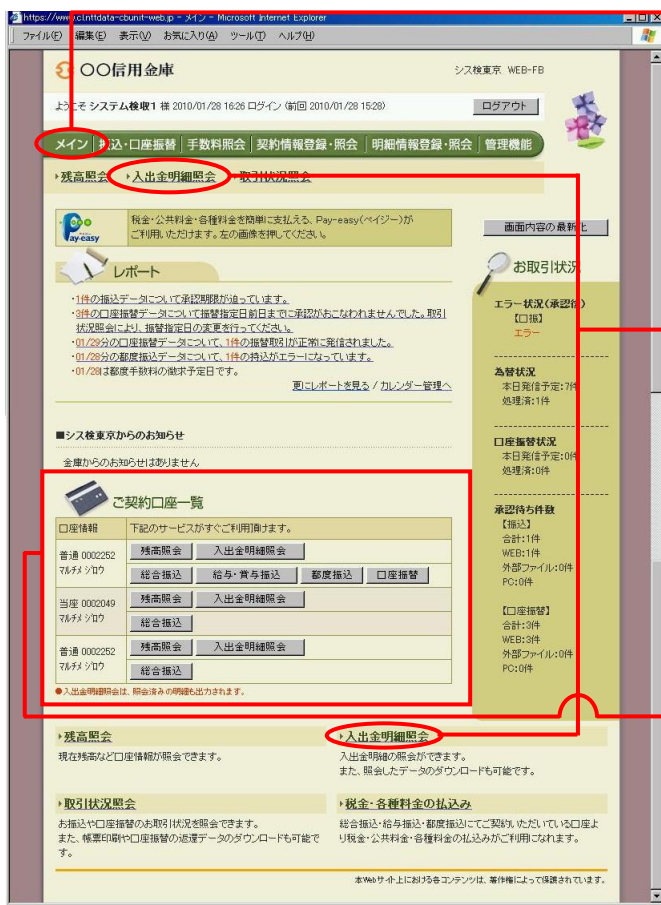 https://www.cl.nttdata-cbunit-web.jp - メイン - Microsoft Internet Explorer
ファイル(F) 編集(E) 表示(V) お気に入り(A) ツール(T) ヘルプ(H)
〇〇信用金庫
シス検東京 WEB-FB
ようこそ システム検収1 様 2010/01/28 16:26 ログイン (前回 2010/01/28 15:28)
ログアウト
メイン 振込・口座振替 手数料照会 契約情報登録・照会 明細情報登録・照会 管理機能
残高照会 入出金明細照会 取引状況照会
Pay-easy
税金・公共料金・各種料金を簡単に支払える、Pay-easy(ペイジー)が
ご利用いただけます。左の画像を押してください。
画面内容の最新化
レポート
・1件の振込データについて承認期限が迫っています。
・3件の口座振替データについて振替指定日前日までに承認がおこなわれませんでした。取引
状況照会により、振替指定日の変更を行ってください。
・01/29分の口座振替データについて、1件の振替取引が正常に発信されました。
・01/28分の都度振込データについて、1件の持込がエラーになっています。
・01/28は都度手数料の徴求予定日です。
更にレポートを見る / カレンダー管理へ
■シス検東京からのお知らせ
金庫からのお知らせはありません
ご契約口座一覧
口座情報 下記のサービスがすぐご利用頂けます。
普通 0002252
マルチメ ジロウ
残高照会 入出金明細照会
総合振込 給与・賞与振込 都度振込 口座振替
当座 0002049
マルチメ ジロウ
残高照会 入出金明細照会
総合振込
普通 0002252
マルチメ ジロウ
残高照会 入出金明細照会
総合振込
●入出金明細照会は、照会済みの明細も出力されます。
お取引状況
エラー状況(承認後)
【口振】
エラー
為替状況
本日発信予定:7件
処理済:1件
口座振替状況
本日発信予定:0件
処理済:0件
承認待ち件数
【振込】
合計:1件
WEB:1件
外部ファイル:0件
PC:0件
【口座振替】
合計:3件
WEB:3件
外部ファイル:0件
PC:0件
残高照会
現在残高など口座情報が照会できます。
入出金明細照会
入出金明細の照会ができます。
また、照会したデータのダウンロードも可能です。
取引状況照会
お振込や口座振替のお取引状況を照会できます。
また、帳票印刷や口座振替の返還データのダウンロードも可能で
す。
税金・各種料金の払込み
総合振込・給与振込・都度振込にてご契約いただいている口座よ
り税金・公共料金・各種料金の払込みがご利用になれます。
本Webサイト上における各コンテンツは、著作権によって保護されています。